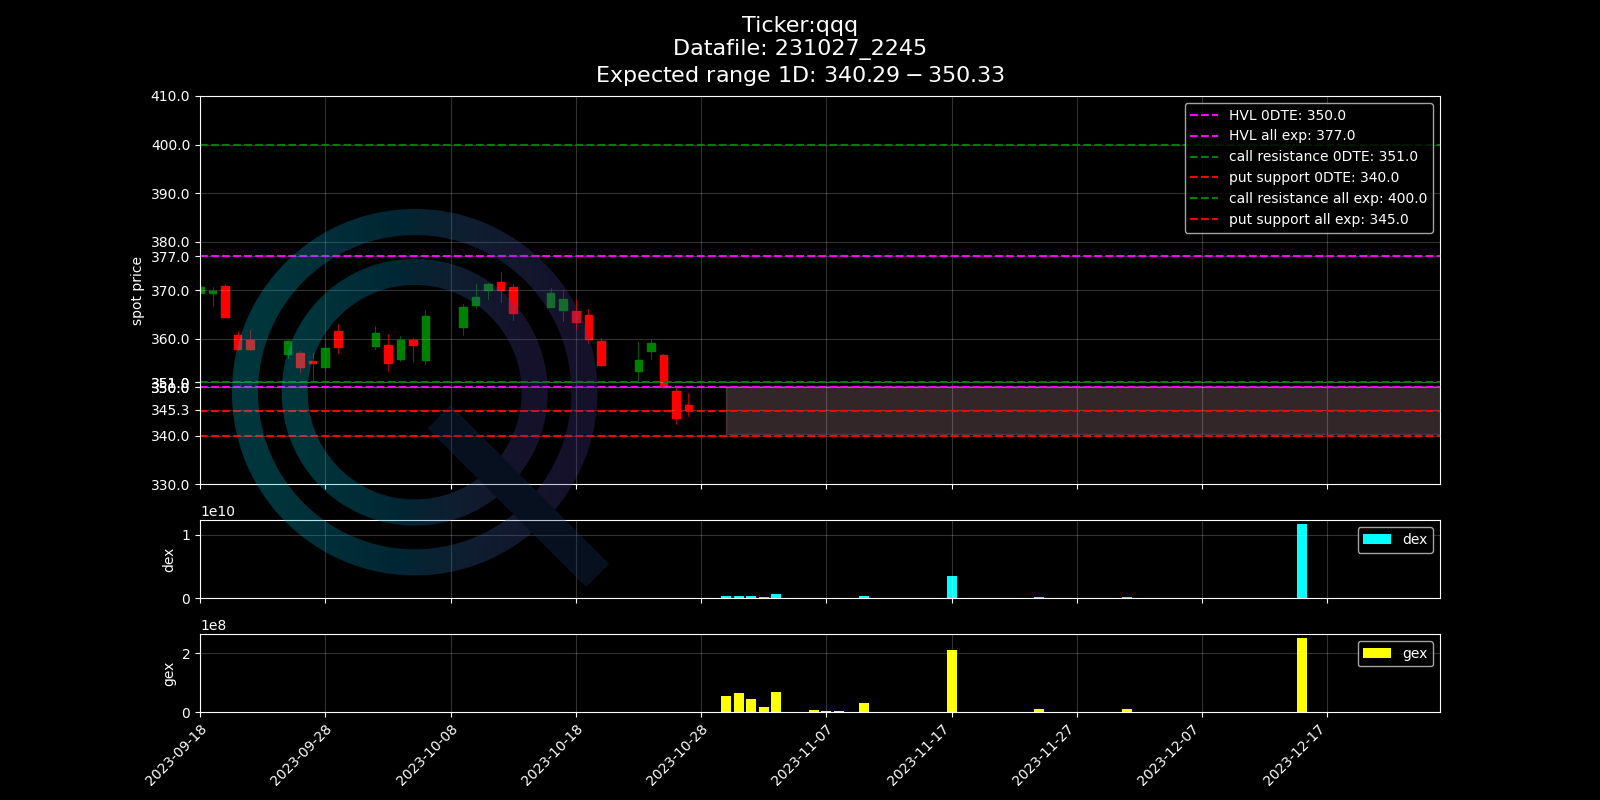 Ticker:qqq
Datafile: 231027_2245
Expected range 1D: 340.29 − 350.33
410.0
400.0
390.0
380.0
377.0
370.0
360.0
351.0
350.0
345.3
340.0
330.0
spot price
HVL 0DTE: 350.0
HVL all exp: 377.0
call resistance 0DTE: 351.0
put support 0DTE: 340.0
call resistance all exp: 400.0
put support all exp: 345.0
1e10
1
0
dex
dex
1e8
2
0
gex
gex
2023-09-18
2023-09-28
2023-10-08
2023-10-18
2023-10-28
2023-11-07
2023-11-17
2023-11-27
2023-12-07
2023-12-17